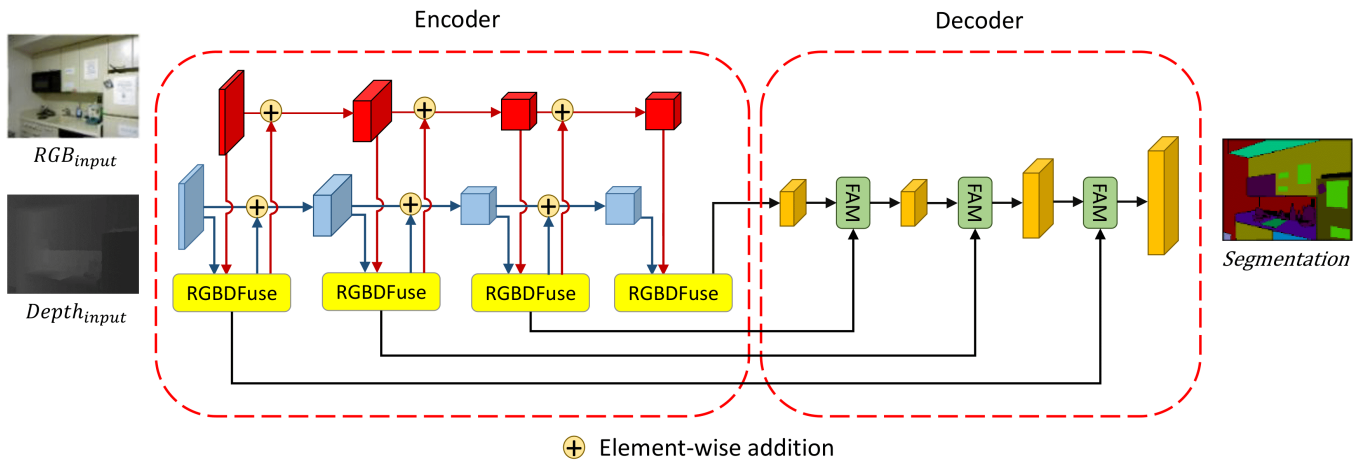 Encoder
Decoder
RGB_input
Depth_input
RGBDFuse
RGBDFuse
RGBDFuse
RGBDFuse
FAM
FAM
FAM
Segmentation
+ Element-wise addition